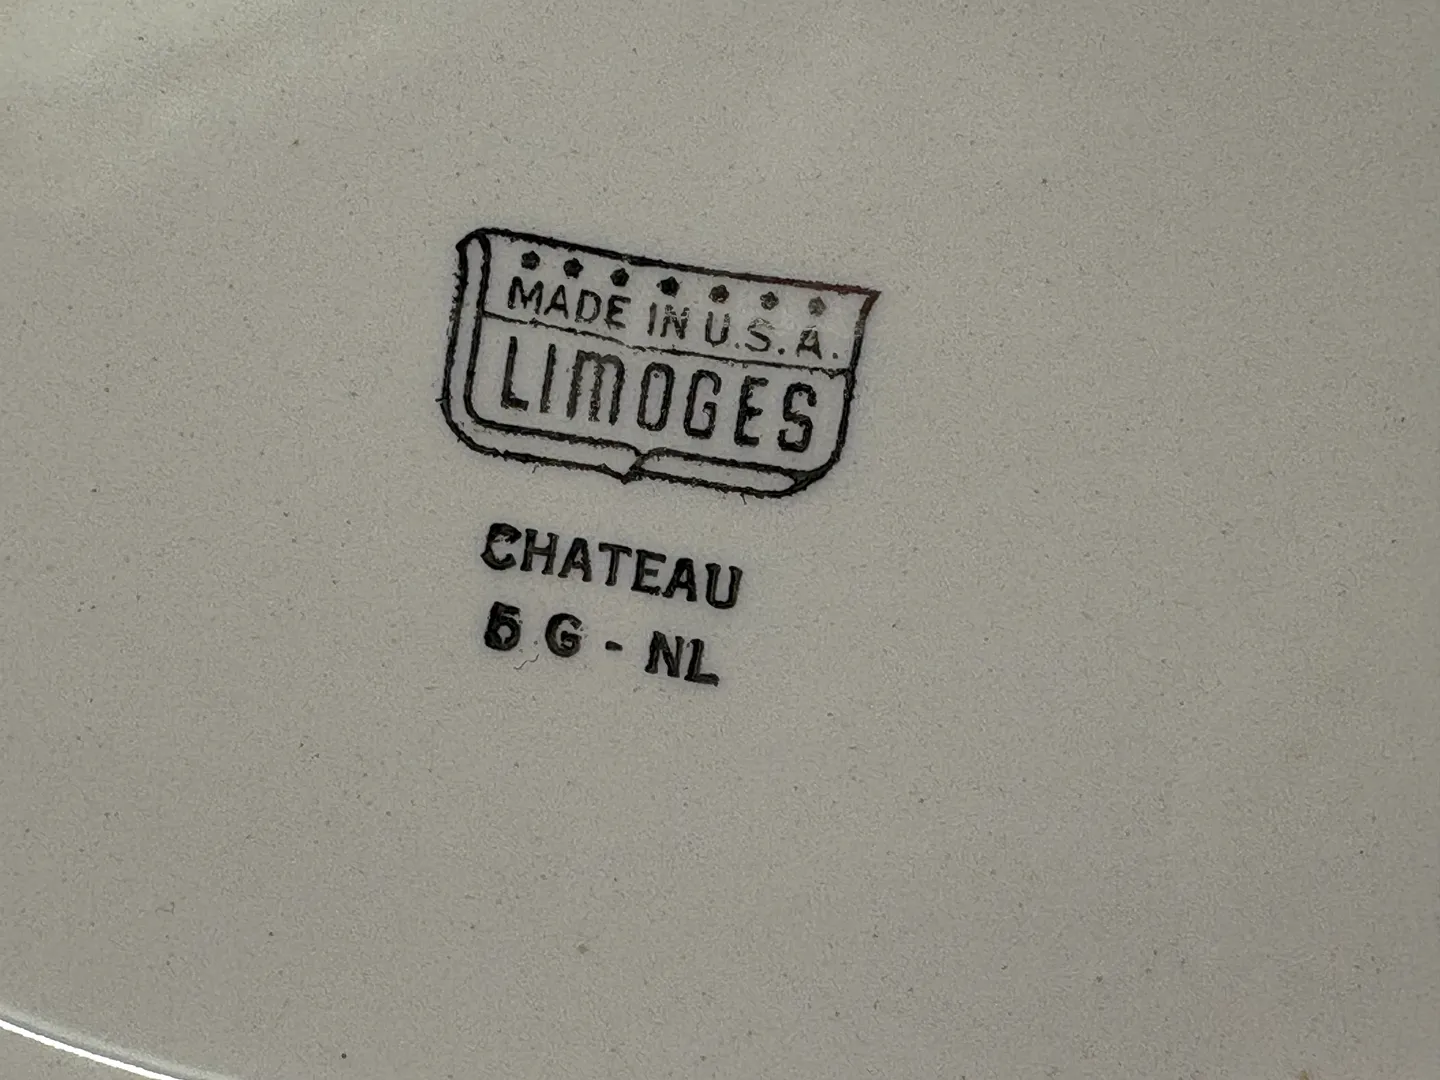 MADE IN U.S.A.
LIMOGES
CHATEAU
5 G - NL